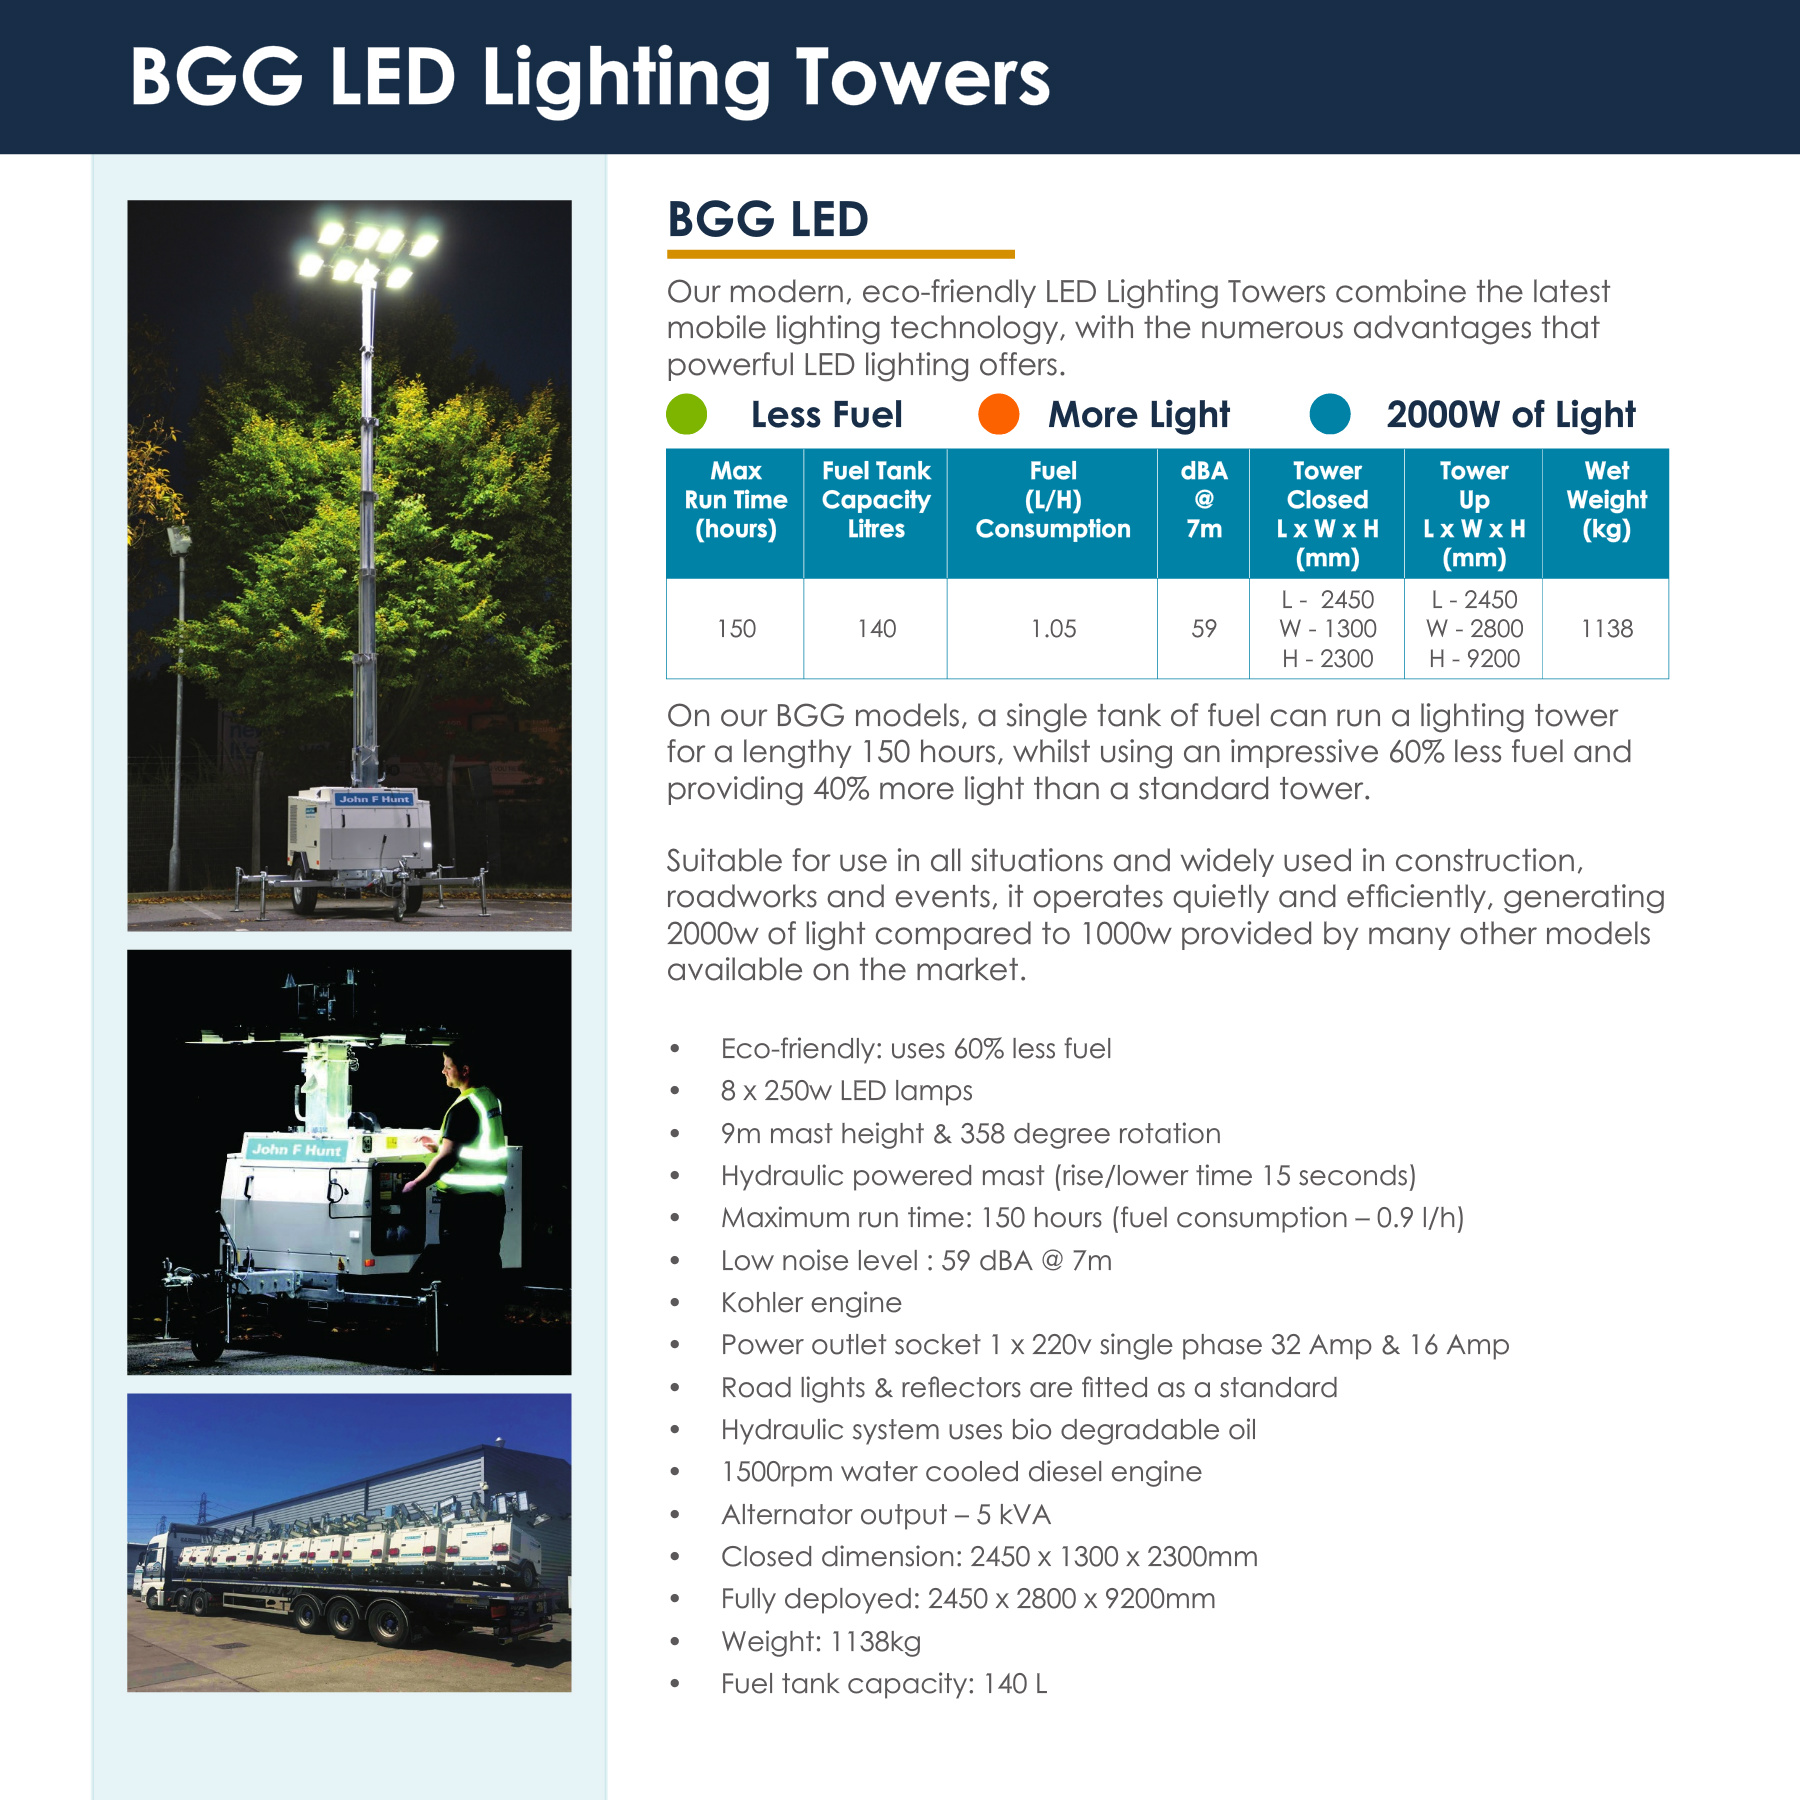 BGG LED Lighting Towers
BGG LED
Our modern, eco-friendly LED Lighting Towers combine the latest
mobile lighting technology, with the numerous advantages that
powerful LED lighting offers.
Less Fuel More Light 2000W of Light
Max Run Time (hours)
Fuel Tank Capacity Litres
Fuel (L/H) Consumption
dBA @ 7m
Tower Closed L x W x H (mm)
Tower Up L x W x H (mm)
Wet Weight (kg)
150
140
1.05
59
L - 2450
W - 1300
H - 2300
L - 2450
W - 2800
H - 9200
1138
On our BGG models, a single tank of fuel can run a lighting tower
for a lengthy 150 hours, whilst using an impressive 60% less fuel and
providing 40% more light than a standard tower.
Suitable for use in all situations and widely used in construction,
roadworks and events, it operates quietly and efficiently, generating
2000w of light compared to 1000w provided by many other models
available on the market.
• Eco-friendly: uses 60% less fuel
• 8 x 250w LED lamps
• 9m mast height & 358 degree rotation
• Hydraulic powered mast (rise/lower time 15 seconds)
• Maximum run time: 150 hours (fuel consumption – 0.9 l/h)
• Low noise level : 59 dBA @ 7m
• Kohler engine
• Power outlet socket 1 x 220v single phase 32 Amp & 16 Amp
• Road lights & reflectors are fitted as a standard
• Hydraulic system uses bio degradable oil
• 1500rpm water cooled diesel engine
• Alternator output – 5 kVA
• Closed dimension: 2450 x 1300 x 2300mm
• Fully deployed: 2450 x 2800 x 9200mm
• Weight: 1138kg
• Fuel tank capacity: 140 L
John F Hunt
John F Hunt